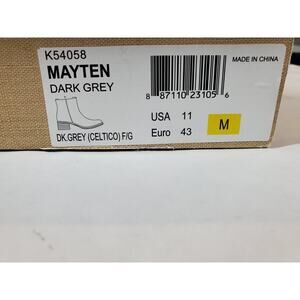 K54058
MAYTEN
DARK GREY
MADE IN CHINA
8 87110 23105 6
USA 11
Euro 43
M
DK.GREY (CELTICO) F/G